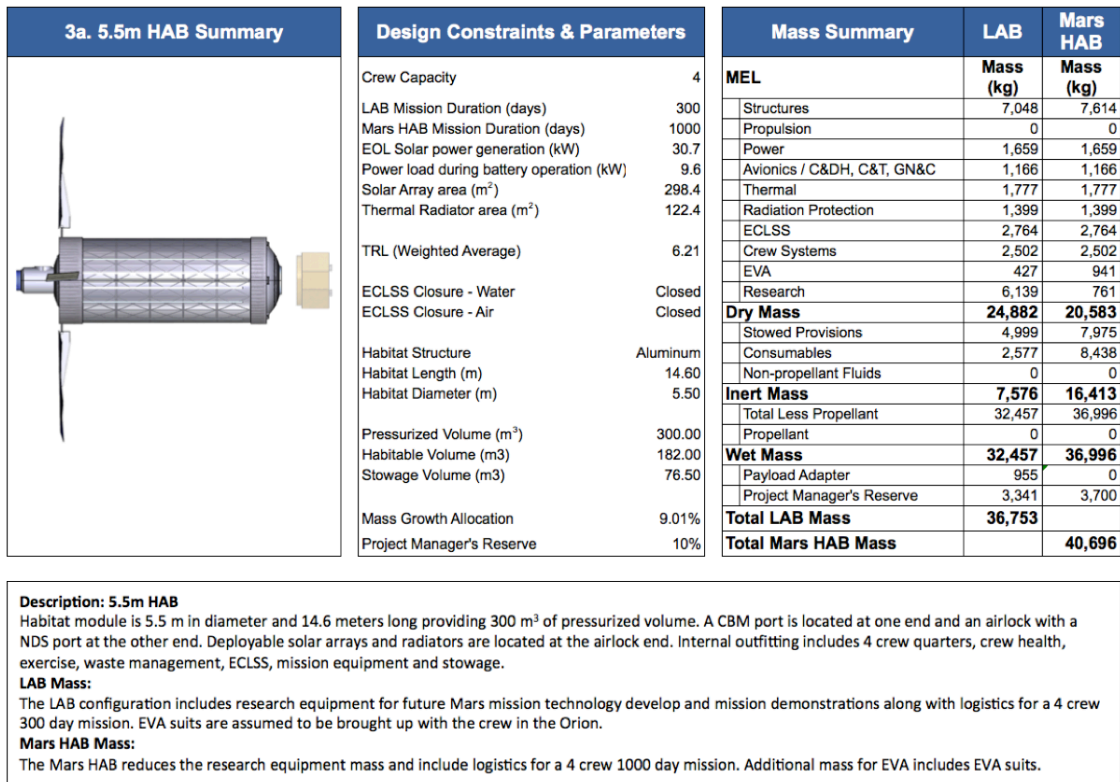 3a. 5.5m HAB Summary
Design Constraints & Parameters
Crew Capacity 4
LAB Mission Duration (days) 300
Mars HAB Mission Duration (days) 1000
EOL Solar power generation (kW) 30.7
Power load during battery operation (kW) 9.6
Solar Array area (m²) 298.4
Thermal Radiator area (m²) 122.4
TRL (Weighted Average) 6.21
ECLSS Closure - Water Closed
ECLSS Closure - Air Closed
Habitat Structure Aluminum
Habitat Length (m) 14.60
Habitat Diameter (m) 5.50
Pressurized Volume (m³) 300.00
Habitable Volume (m3) 182.00
Stowage Volume (m3) 76.50
Mass Growth Allocation 9.01%
Project Manager's Reserve 10%
Mass Summary LAB Mars HAB
MEL Mass (kg) Mass (kg)
Structures 7,048 7,614
Propulsion 0 0
Power 1,659 1,659
Avionics / C&DH, C&T, GN&C 1,166 1,166
Thermal 1,777 1,777
Radiation Protection 1,399 1,399
ECLSS 2,764 2,764
Crew Systems 2,502 2,502
EVA 427 941
Research 6,139 761
Dry Mass 24,882 20,583
Stowed Provisions 4,999 7,975
Consumables 2,577 8,438
Non-propellant Fluids 0 0
Inert Mass 7,576 16,413
Total Less Propellant 32,457 36,996
Propellant 0 0
Wet Mass 32,457 36,996
Payload Adapter 955 0
Project Manager's Reserve 3,341 3,700
Total LAB Mass 36,753
Total Mars HAB Mass 40,696
Description: 5.5m HAB
Habitat module is 5.5 m in diameter and 14.6 meters long providing 300 m³ of pressurized volume. A CBM port is located at one end and an airlock with a
NDS port at the other end. Deployable solar arrays and radiators are located at the airlock end. Internal outfitting includes 4 crew quarters, crew health,
exercise, waste management, ECLSS, mission equipment and stowage.
LAB Mass:
The LAB configuration includes research equipment for future Mars mission technology develop and mission demonstrations along with logistics for a 4 crew
300 day mission. EVA suits are assumed to be brought up with the crew in the Orion.
Mars HAB Mass:
The Mars HAB reduces the research equipment mass and include logistics for a 4 crew 1000 day mission. Additional mass for EVA includes EVA suits.